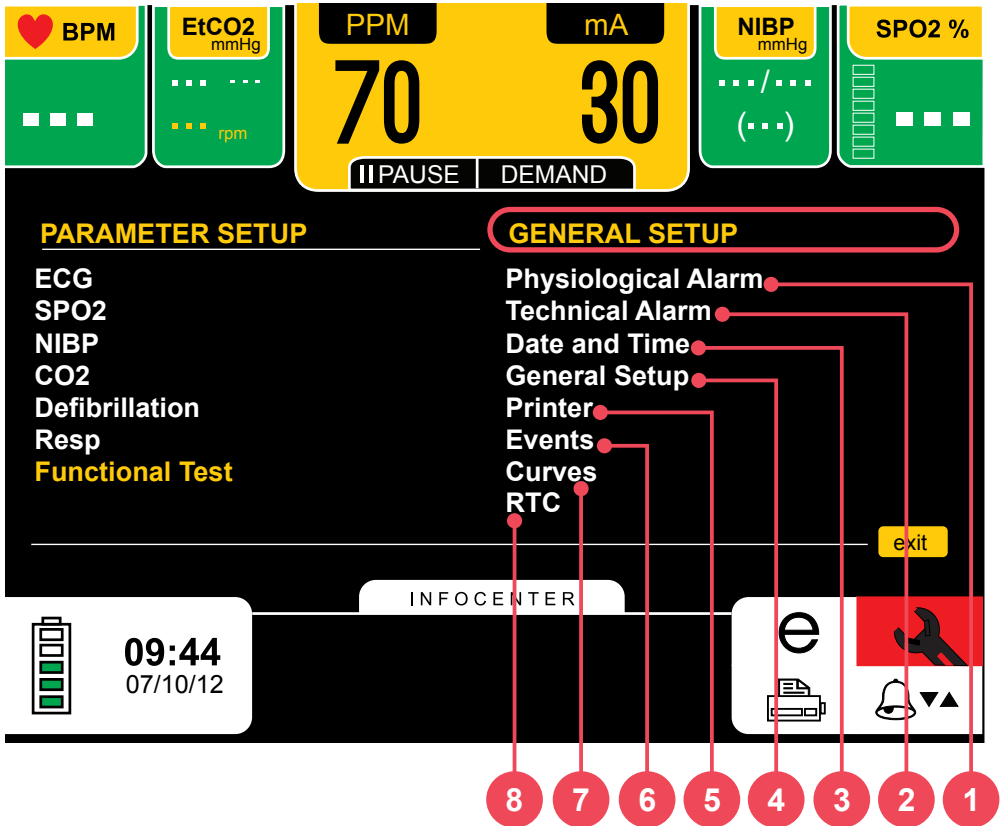 BPM
EtCO2
mmHg
rpm
PPM
mA
70
30
PAUSE
DEMAND
NIBP
mmHg
/
( )
SPO2 %
PARAMETER SETUP
ECG
SPO2
NIBP
CO2
Defibrillation
Resp
Functional Test
GENERAL SETUP
Physiological Alarm
Technical Alarm
Date and Time
General Setup
Printer
Events
Curves
RTC
exit
INFOCENTER
09:44
07/10/12
e
8 7 6 5 4 3 2 1